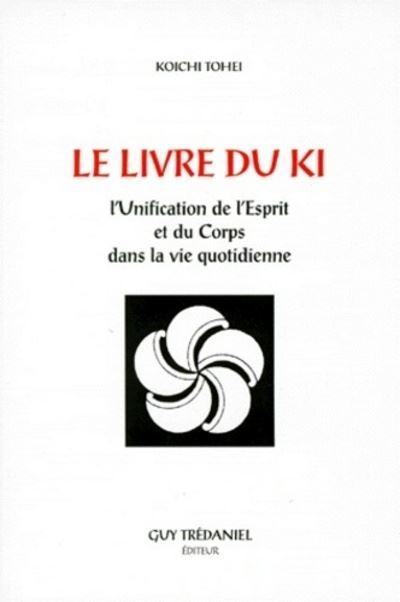 KOICHI TOHEI
LE LIVRE DU KI
l'Unification de l'Esprit
et du Corps
dans la vie quotidienne
GUY TRÉDANIEL
ÉDITEUR